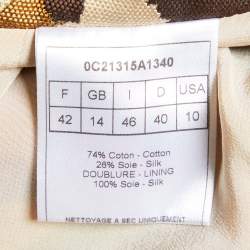 0C21315A1340
F GB I D USA
42 14 46 40 10
74% Coton - Cotton
26% Soie - Silk
DOUBLURE - LINING
100% Soie - Silk
NETTOYAGE A SEC UNIQUEMENT